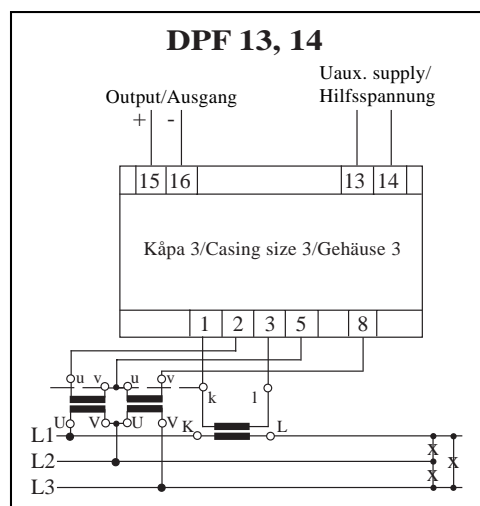 DPF 13, 14
Uaux. supply/
Output/Ausgang Hilfsspannung
+ -
15 16 13 14
Kåpa 3/Casing size 3/Gehäuse 3
1 2 3 5 8
u v u v k l
U V U V K L
L1 x
L2 x
L3 x